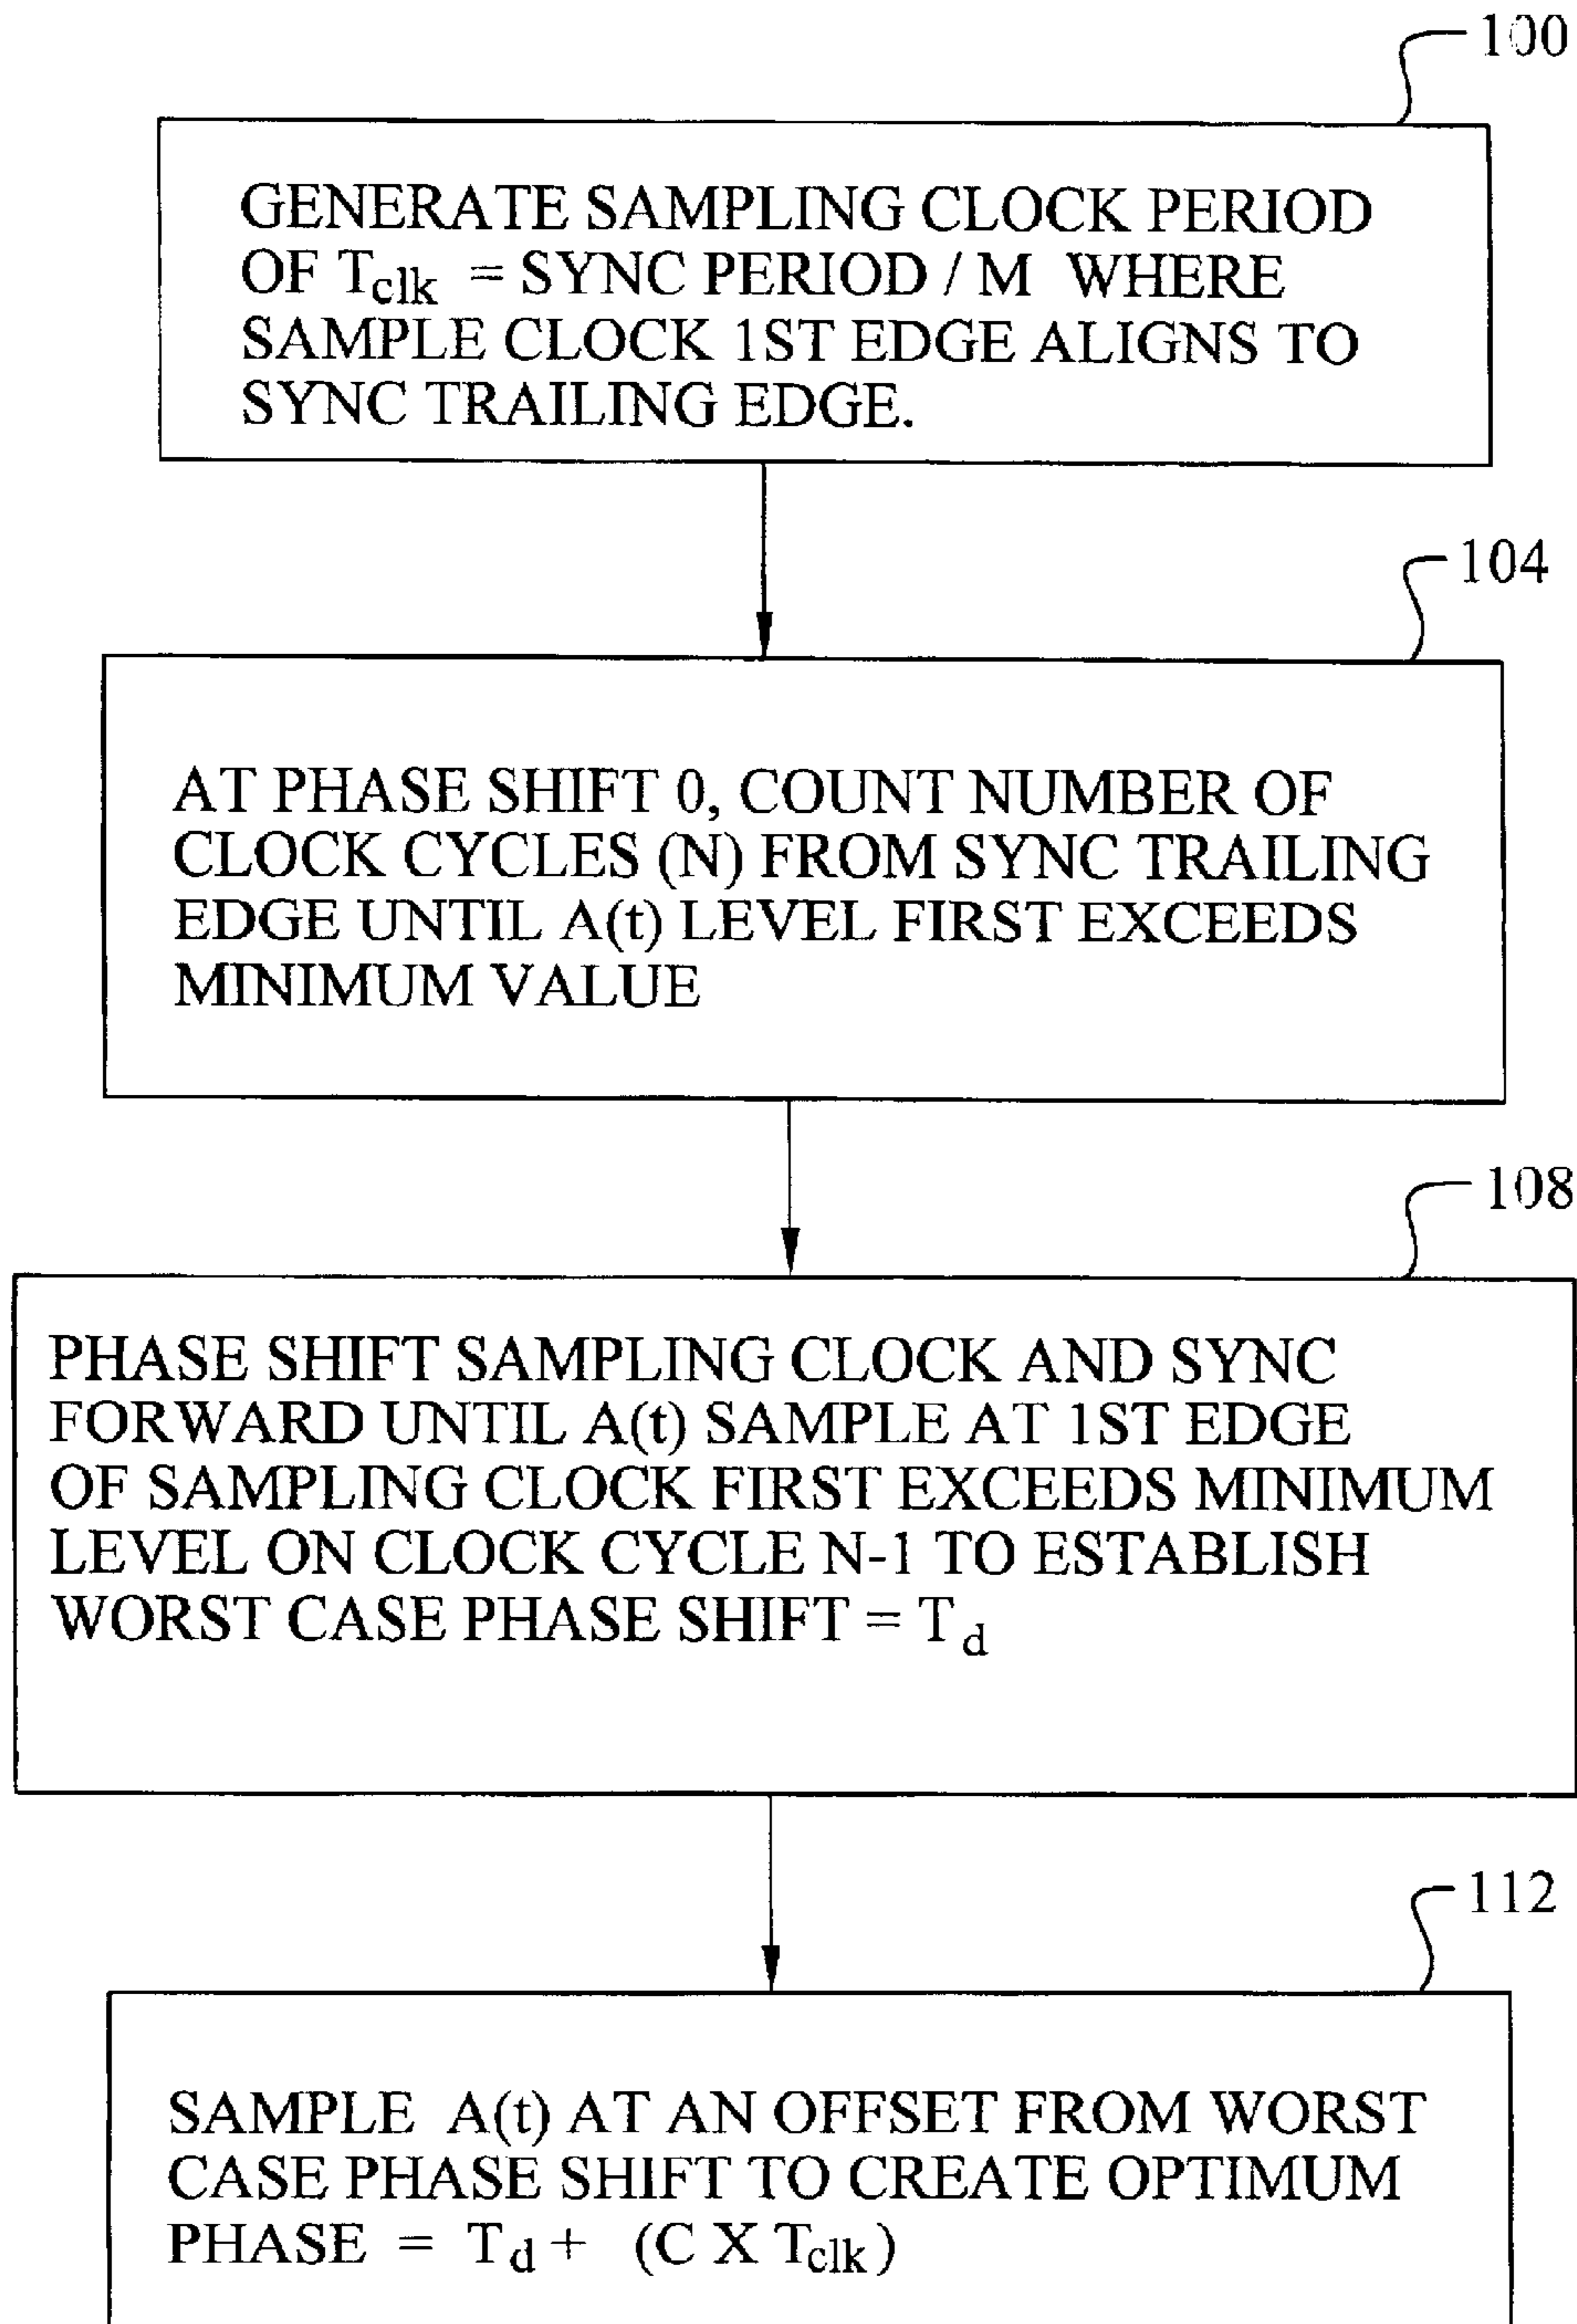 100
GENERATE SAMPLING CLOCK PERIOD
OF Tclk = SYNC PERIOD / M WHERE
SAMPLE CLOCK 1ST EDGE ALIGNS TO
SYNC TRAILING EDGE.
104
AT PHASE SHIFT 0, COUNT NUMBER OF
CLOCK CYCLES (N) FROM SYNC TRAILING
EDGE UNTIL A(t) LEVEL FIRST EXCEEDS
MINIMUM VALUE
108
PHASE SHIFT SAMPLING CLOCK AND SYNC
FORWARD UNTIL A(t) SAMPLE AT 1ST EDGE
OF SAMPLING CLOCK FIRST EXCEEDS MINIMUM
LEVEL ON CLOCK CYCLE N-1 TO ESTABLISH
WORST CASE PHASE SHIFT = Td
112
SAMPLE A(t) AT AN OFFSET FROM WORST
CASE PHASE SHIFT TO CREATE OPTIMUM
PHASE = Td + (C X Tclk)